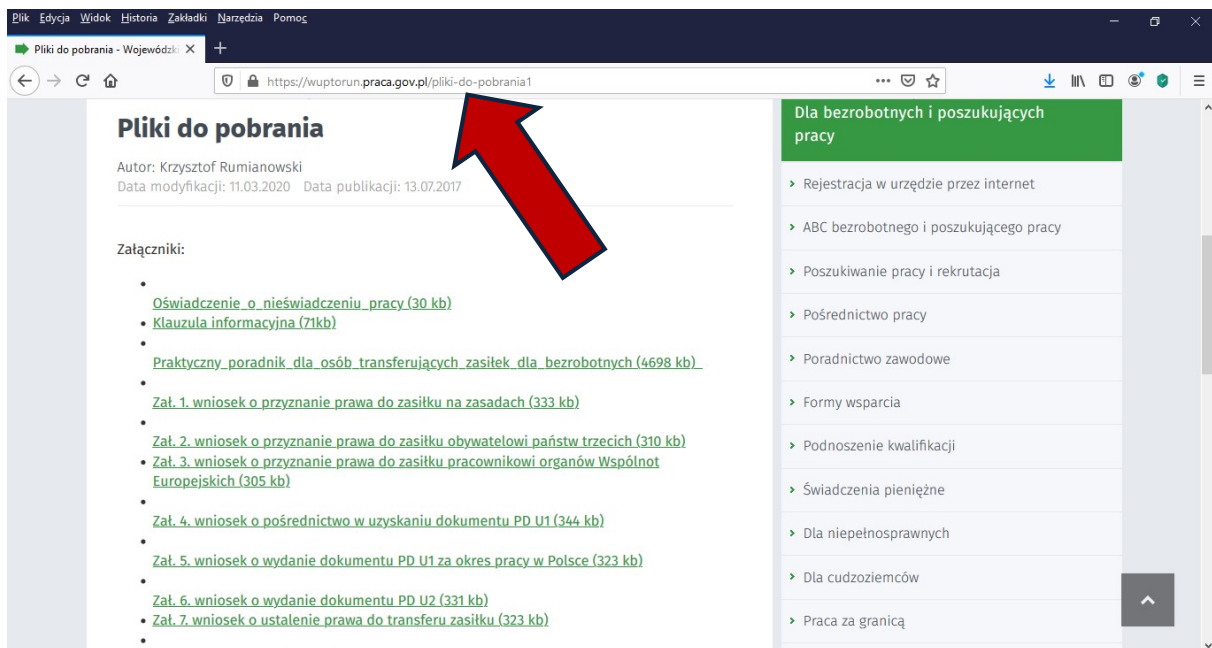 Plik Edycja Widok Historia Zakładki Narzędzia Pomoc
Pliki do pobrania - Wojewódzki
https://wuptorun.praca.gov.pl/pliki-do-pobrania1
Pliki do pobrania
Autor: Krzysztof Rumianowski
Data modyfikacji: 11.03.2020 Data publikacji: 13.07.2017
Załączniki:
Oświadczenie_o_nieświadczeniu_pracy (30 kb)
Klauzula informacyjna (71kb)
Praktyczny_poradnik_dla_osób_transferujących_zasiłek_dla_bezrobotnych (4698 kb)
Zał. 1. wniosek o przyznanie prawa do zasiłku na zasadach (333 kb)
Zał. 2. wniosek o przyznanie prawa do zasiłku obywatelowi państw trzecich (310 kb)
Zał. 3. wniosek o przyznanie prawa do zasiłku pracownikowi organów Wspólnot
Europejskich (305 kb)
Zał. 4. wniosek o pośrednictwo w uzyskaniu dokumentu PD U1 (344 kb)
Zał. 5. wniosek o wydanie dokumentu PD U1 za okres pracy w Polsce (323 kb)
Zał. 6. wniosek o wydanie dokumentu PD U2 (331 kb)
Zał. 7. wniosek o ustalenie prawa do transferu zasiłku (323 kb)
Dla bezrobotnych i poszukujących
pracy
Rejestracja w urzędzie przez internet
ABC bezrobotnego i poszukującego pracy
Poszukiwanie pracy i rekrutacja
Pośrednictwo pracy
Poradnictwo zawodowe
Formy wsparcia
Podnoszenie kwalifikacji
Świadczenia pieniężne
Dla niepełnosprawnych
Dla cudzoziemców
Praca za granicą